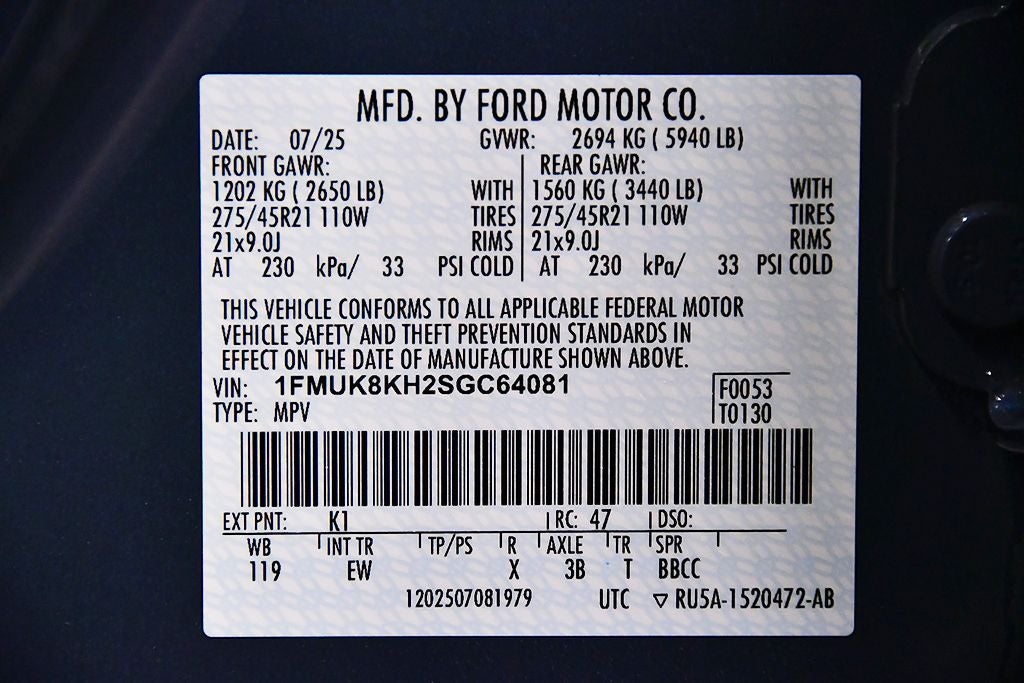 MFD. BY FORD MOTOR CO.
DATE: 07/25 GVWR: 2694 KG ( 5940 LB)
FRONT GAWR: REAR GAWR:
1202 KG ( 2650 LB) WITH 1560 KG ( 3440 LB) WITH
275/45R21 110W TIRES 275/45R21 110W TIRES
21x9.0J RIMS 21x9.0J RIMS
AT 230 kPa/ 33 PSI COLD AT 230 kPa/ 33 PSI COLD
THIS VEHICLE CONFORMS TO ALL APPLICABLE FEDERAL MOTOR
VEHICLE SAFETY AND THEFT PREVENTION STANDARDS IN
EFFECT ON THE DATE OF MANUFACTURE SHOWN ABOVE.
VIN: 1FMUK8KH2SGC64081 F0053
TYPE: MPV T0130
EXT PNT: K1 RC: 47 DSO:
WB INT TR TP/PS R AXLE TR SPR
119 EW X 3B T BBCC
1202507081979 UTC ▽ RU5A-1520472-AB